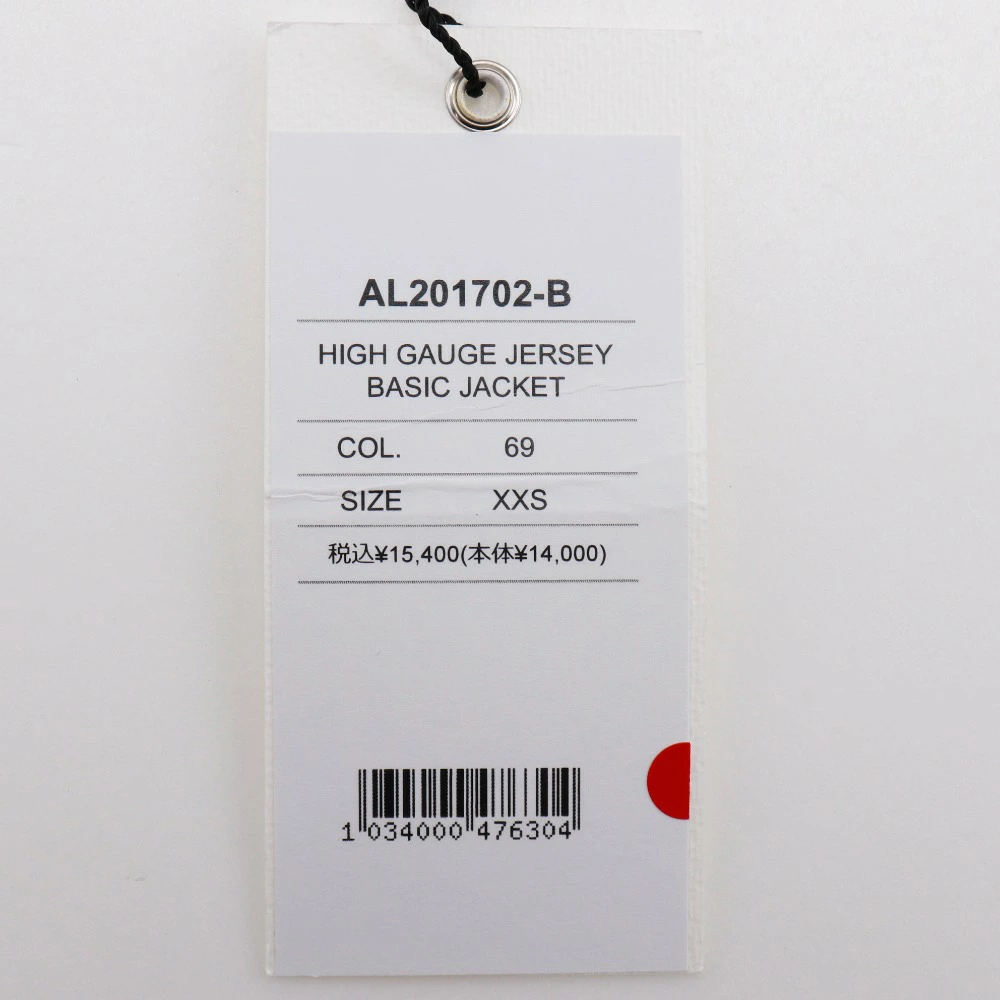 AL201702-B
HIGH GAUGE JERSEY
BASIC JACKET
COL. 69
SIZE XXS
税込¥15,400(本体¥14,000)
1 034000 476304